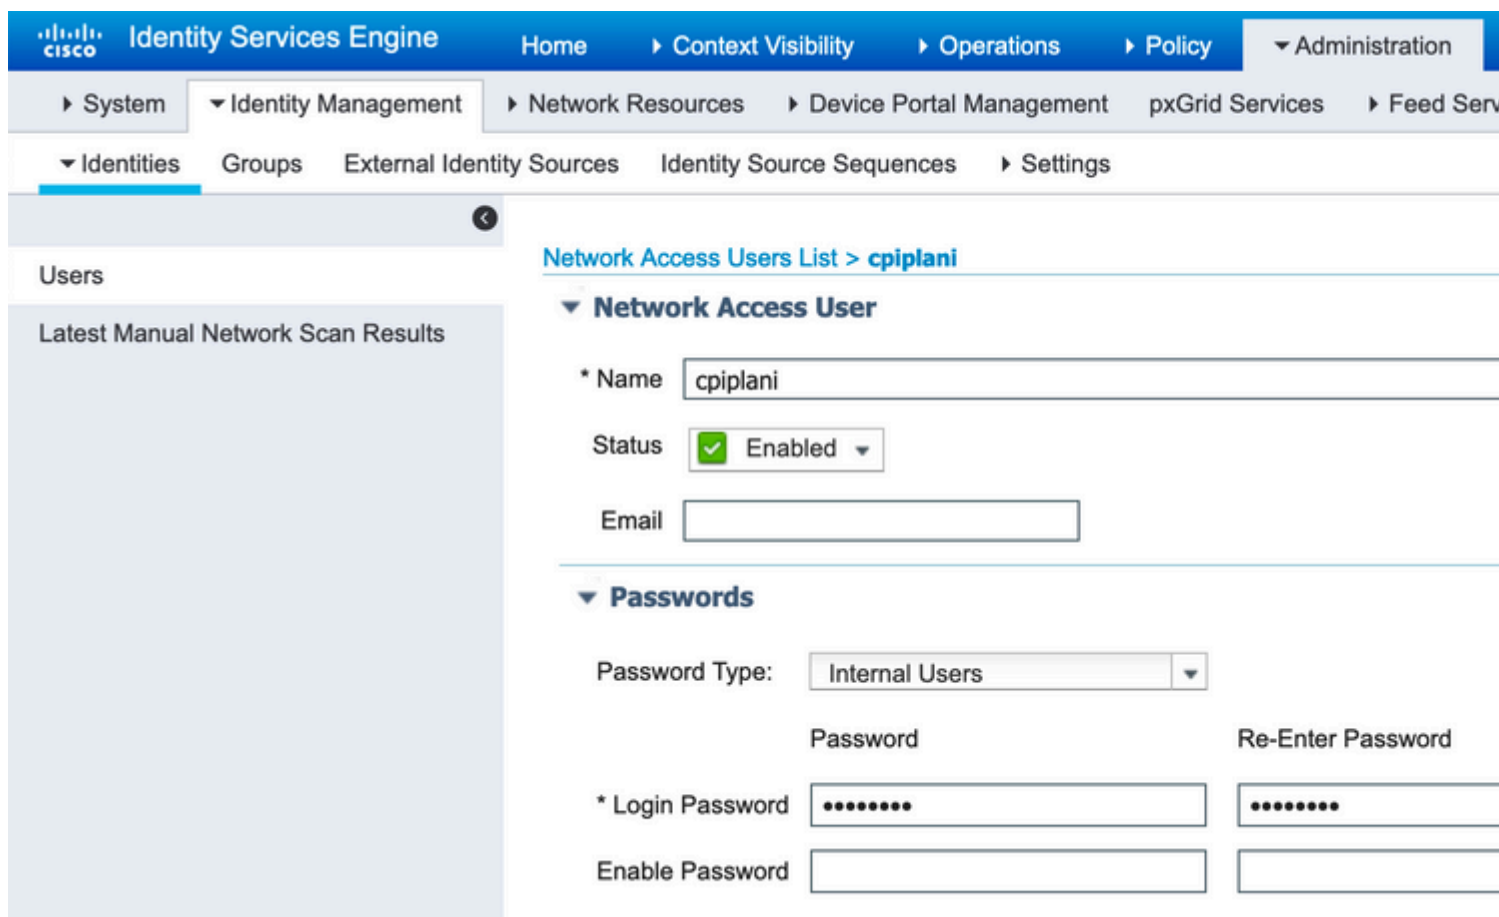 cisco Identity Services Engine Home Context Visibility Operations Policy Administration
System Identity Management Network Resources Device Portal Management pxGrid Services Feed Serv
Identities Groups External Identity Sources Identity Source Sequences Settings
Users
Latest Manual Network Scan Results
Network Access Users List > cpiplani
Network Access User
* Name cpiplani
Status Enabled
Email
Passwords
Password Type: Internal Users
Password Re-Enter Password
* Login Password •••••••• ••••••••
Enable Password